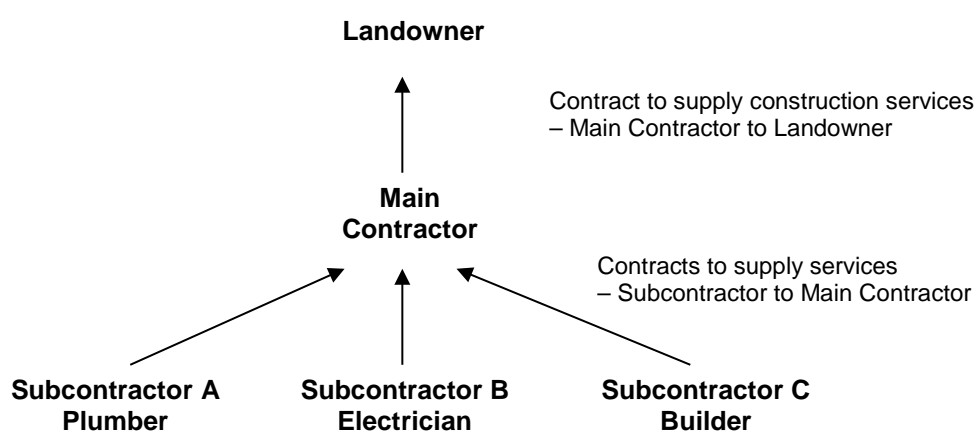 Landowner
Contract to supply construction services
– Main Contractor to Landowner
Main
Contractor
Contracts to supply services
– Subcontractor to Main Contractor
Subcontractor A
Plumber
Subcontractor B
Electrician
Subcontractor C
Builder